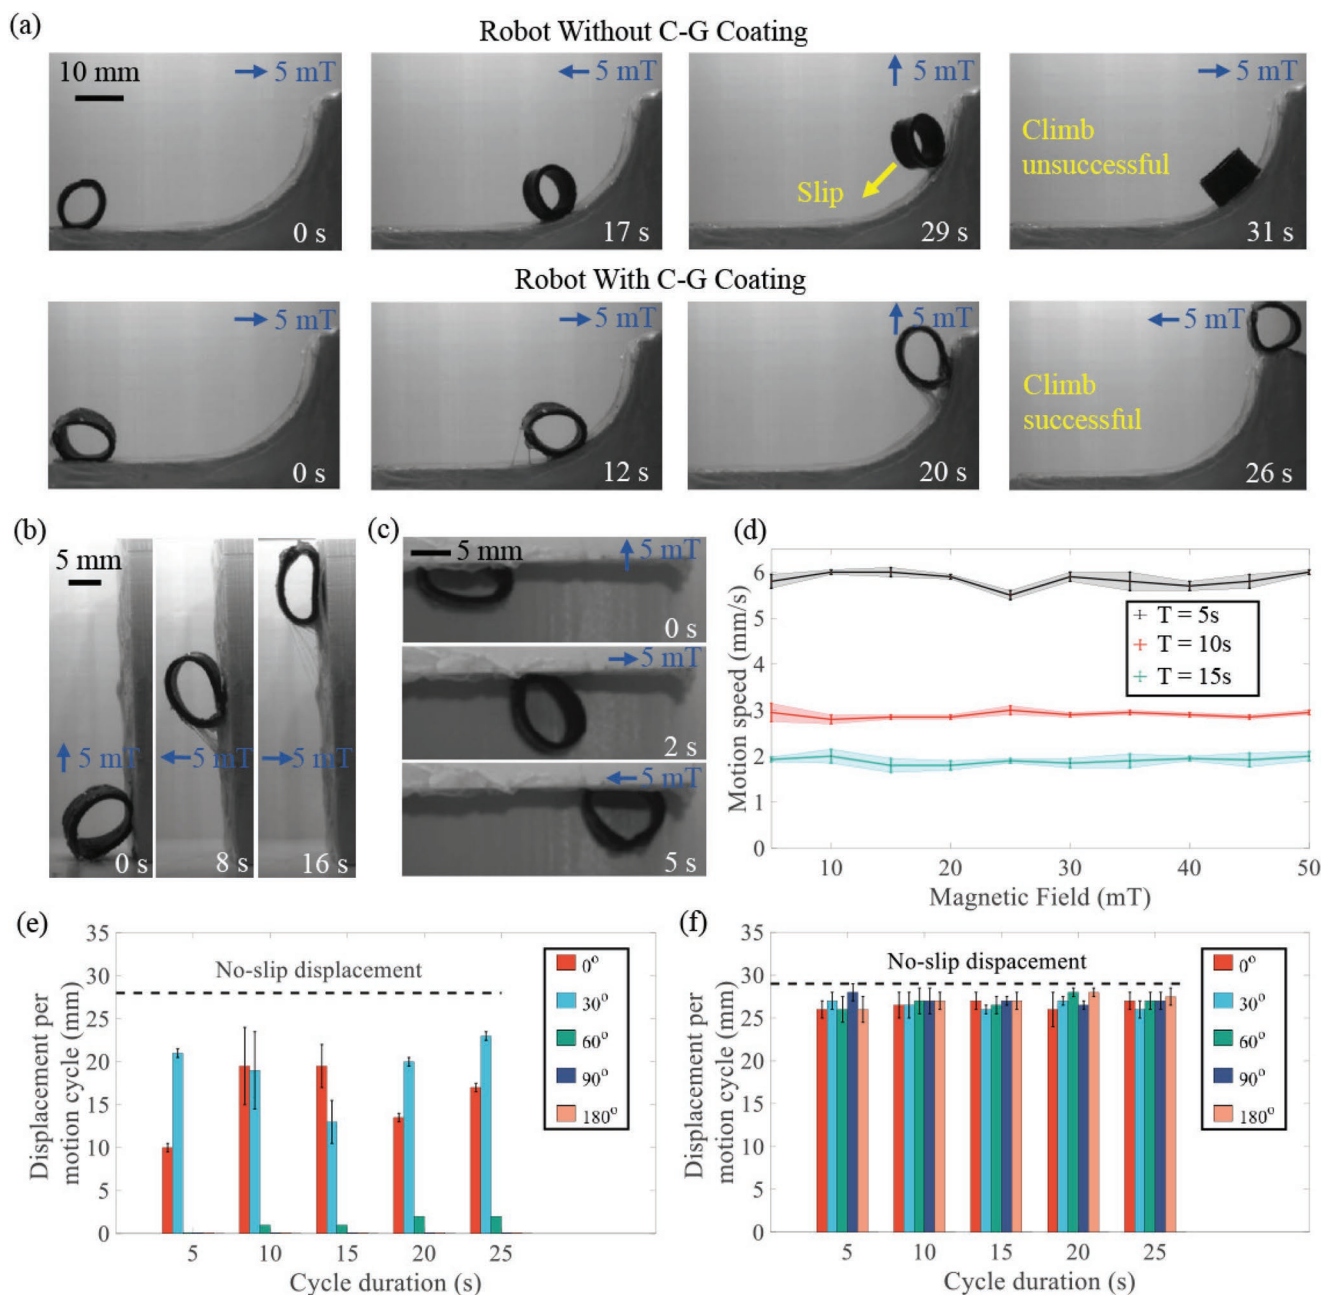 (a)
Robot Without C-G Coating
10 mm
5 mT
0 s
5 mT
17 s
5 mT
Slip
29 s
5 mT
Climb
unsuccessful
31 s
Robot With C-G Coating
5 mT
0 s
5 mT
12 s
5 mT
20 s
5 mT
Climb
successful
26 s
(b)
5 mm
5 mT
0 s
5 mT
8 s
5 mT
16 s
(c)
5 mm
5 mT
0 s
5 mT
2 s
5 mT
5 s
(d)
Motion speed (mm/s)
6
5
4
3
2
1
0
T = 5s
T = 10s
T = 15s
10 20 30 40 50
Magnetic Field (mT)
(e)
Displacement per
motion cycle (mm)
35
30
25
20
15
10
5
0
No-slip displacement
0°
30°
60°
90°
180°
5 10 15 20 25
Cycle duration (s)
(f)
Displacement per
motion cycle (mm)
35
30
25
20
15
10
5
0
No-slip dispacement
0°
30°
60°
90°
180°
5 10 15 20 25
Cycle duration (s)